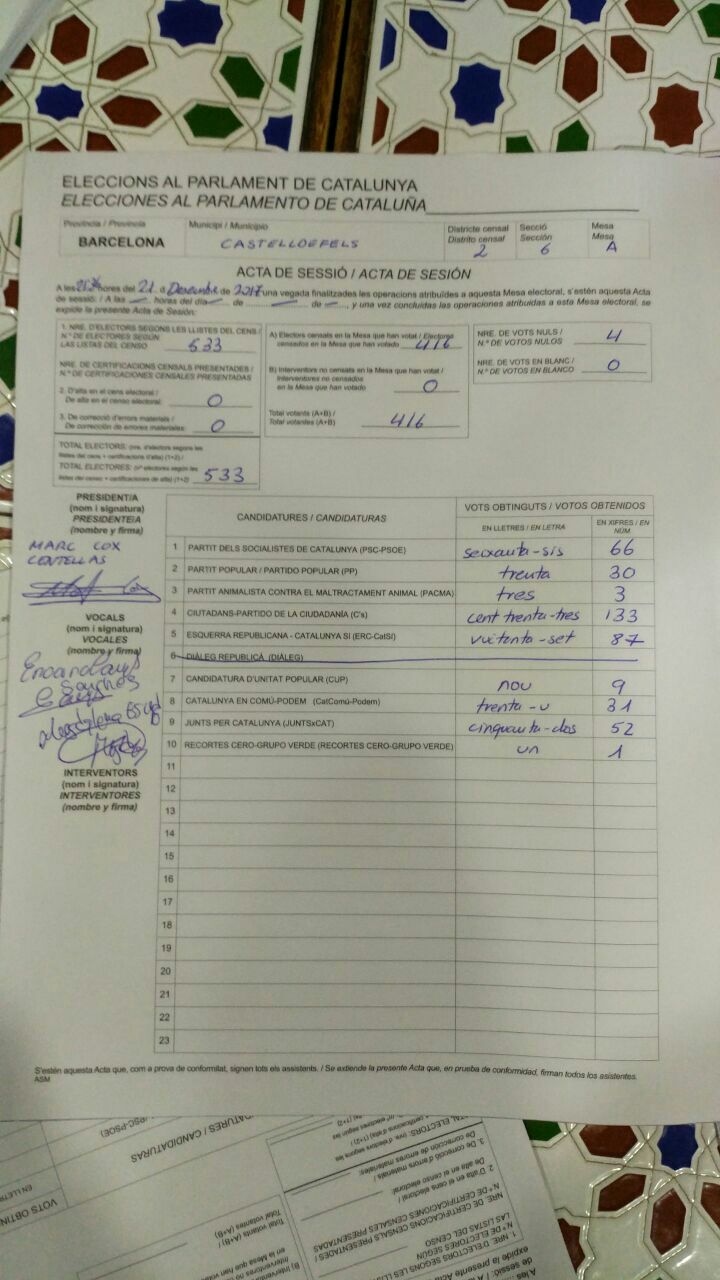 ELECCIONS AL PARLAMENT DE CATALUNYA
ELECCIONES AL PARLAMENTO DE CATALUÑA
Província / Provincia
BARCELONA
Municipi / Municipio
CASTELLDEFELS
Districte censal
Distrito censal
2
Secció
Sección
6
Mesa
Mesa
A
ACTA DE SESSIÓ / ACTA DE SESIÓN
A les hores del 21 d Desembre de 2017 una vegada finalitzades les operacions atribuïdes a aquesta Mesa electoral, s'estén aquesta Acta
de sessió: / A las — horas del día — de — de —, y una vez concluidas las operaciones atribuidas a esta Mesa electoral, se
expide la presente Acta de Sesión:
1. NRE. D'ELECTORS SEGONS LES LLISTES DEL CENS /
N.º DE ELECTORES SEGÚN
LAS LISTAS DEL CENSO 533
NRE. DE CERTIFICACIONS CENSALS PRESENTADES /
N.º DE CERTIFICACIONES CENSALES PRESENTADAS
2. D'alta en el cens electoral /
De alta en el censo electoral: 0
3. De correcció d'errors materials /
De corrección de errores materiales: 0
TOTAL ELECTORS: (nre. d'electors segons les
llistes del cens + certificacions d'alta) (1+2) /
TOTAL ELECTORES: (nº electores según las
listas del censo + certificaciones de alta) (1+2) 533
A) Electors censats en la Mesa que han votat / Electores
censados en la Mesa que han votado 416
B) Interventors no censats en la Mesa que han votat /
Interventores no censados
en la Mesa que han votado 0
Total votants (A+B) /
Total votantes (A+B) 416
NRE. DE VOTS NULS /
N.º DE VOTOS NULOS 4
NRE. DE VOTS EN BLANC /
N.º DE VOTOS EN BLANCO 0
PRESIDENT/A
(nom i signatura)
PRESIDENTE/A
(nombre y firma)
MARC COX
CENTELLAS
VOCALS
(nom i signatura)
VOCALES
(nombre y firma)
INTERVENTORS
(nom i signatura)
INTERVENTORES
(nombre y firma)
CANDIDATURES / CANDIDATURAS
VOTS OBTINGUTS / VOTOS OBTENIDOS
EN LLETRES / EN LETRA
EN XIFRES / EN
NÚM.
1 PARTIT DELS SOCIALISTES DE CATALUNYA (PSC-PSOE) seixanta-sis 66
2 PARTIT POPULAR / PARTIDO POPULAR (PP) trenta 30
3 PARTIT ANIMALISTA CONTRA EL MALTRACTAMENT ANIMAL (PACMA) tres 3
4 CIUTADANS-PARTIDO DE LA CIUDADANÍA (C's) cent trenta-tres 133
5 ESQUERRA REPUBLICANA - CATALUNYA SÍ (ERC-CatSÍ) vuitanta-set 87
6 DIÀLEG REPUBLICÀ (DIÀLEG)
7 CANDIDATURA D'UNITAT POPULAR (CUP) nou 9
8 CATALUNYA EN COMÚ-PODEM (CatComú-Podem) trenta-u 31
9 JUNTS PER CATALUNYA (JUNTSxCAT) cinquanta-dos 52
10 RECORTES CERO-GRUPO VERDE (RECORTES CERO-GRUPO VERDE) un 1
11
12
13
14
15
16
17
18
19
20
21
22
23
S'estén aquesta Acta que, com a prova de conformitat, signen tots els assistents. / Se extiende la presente Acta que, en prueba de conformidad, firman todos los asistentes.
ASM